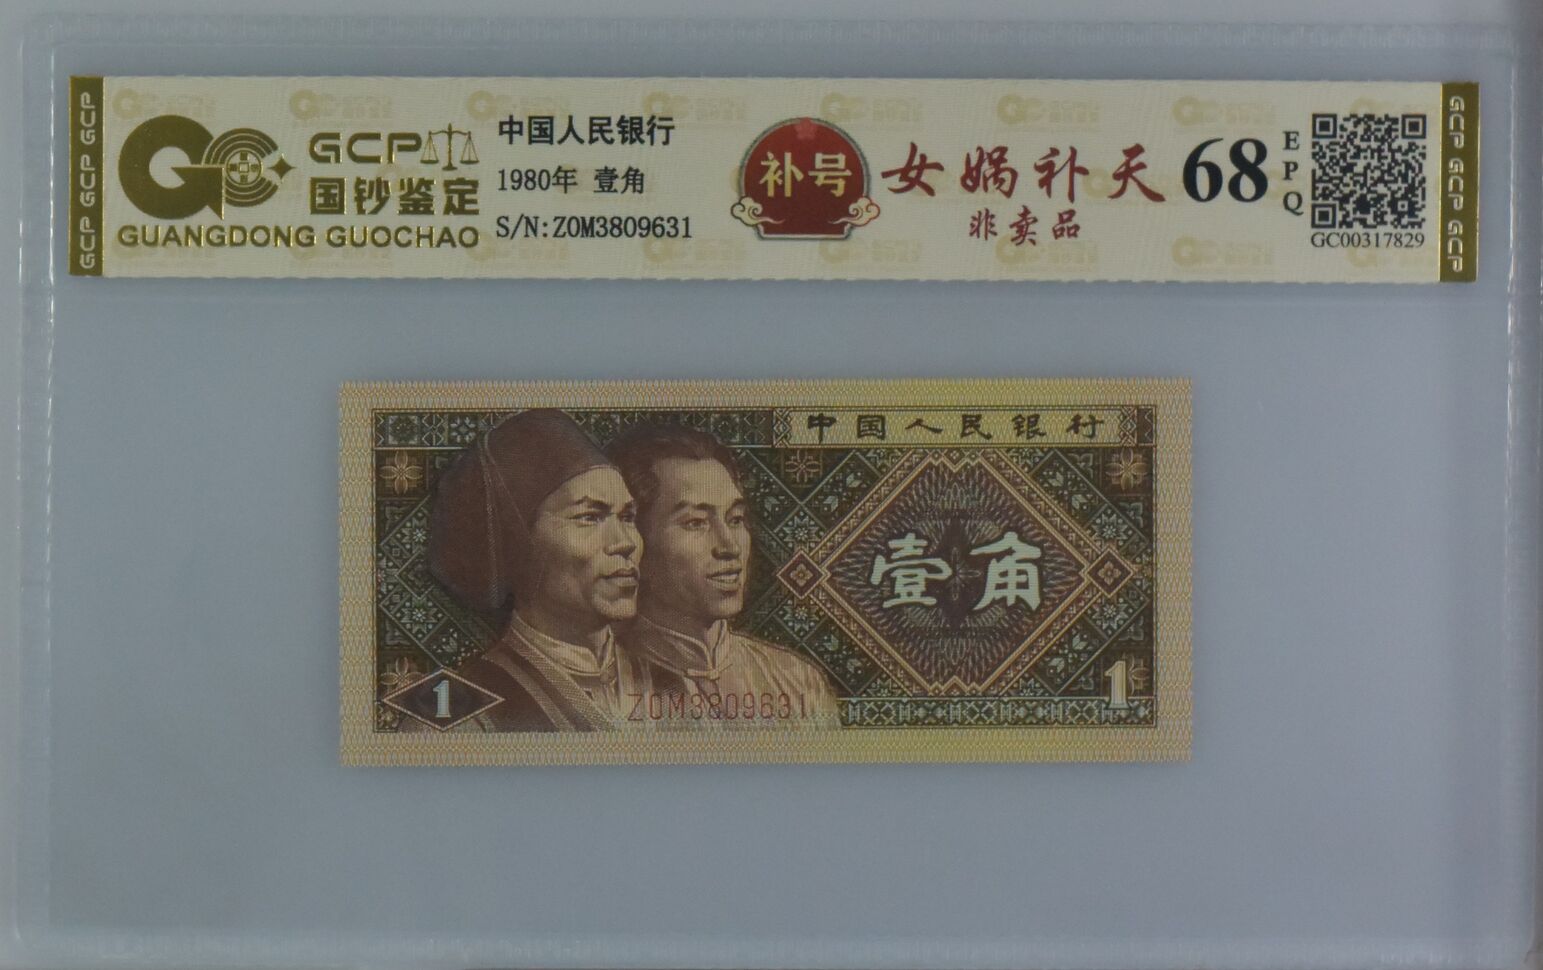 GCP GCP GCP
GCP
国钞鉴定
GUANGDONG GUOCHAO
中国人民银行
1980年 壹角
S/N:Z0M3809631
补号
女娲补天
非卖品
68
EPQ
GC00317829
GCP GCP GCP
中国人民银行
壹角
1
Z0M3809631
1